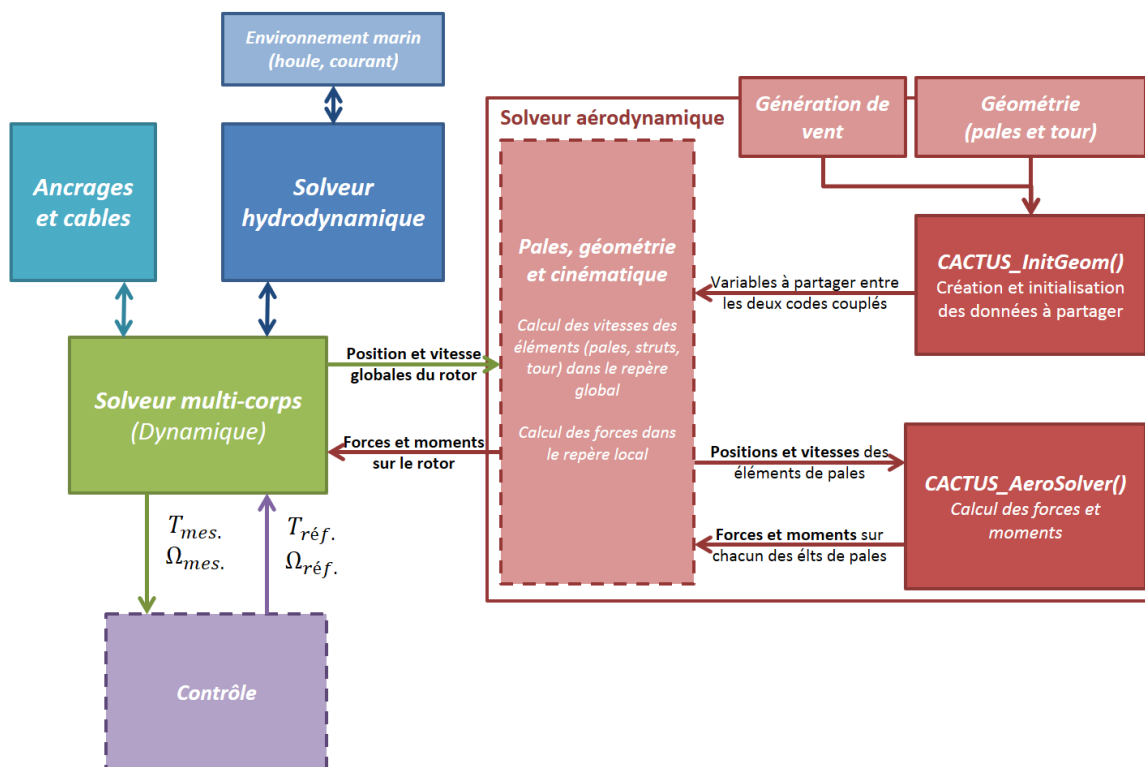 Environnement marin
(houle, courant)
Ancrages
et cables
Solveur
hydrodynamique
Solveur multi-corps
(Dynamique)
Position et vitesse
globales du rotor
Forces et moments
sur le rotor
T_mes.
Ω_mes.
T_réf.
Ω_réf.
Contrôle
Solveur aérodynamique
Génération de
vent
Géométrie
(pales et tour)
Pales, géométrie
et cinématique
Calcul des vitesses des
éléments (pales, struts,
tour) dans le repère
global
Calcul des forces dans
le repère local
Variables à partager entre
les deux codes couplés
CACTUS_InitGeom()
Création et initialisation
des données à partager
Positions et vitesses des
éléments de pales
Forces et moments sur
chacun des élts de pales
CACTUS_AeroSolver()
Calcul des forces et
moments